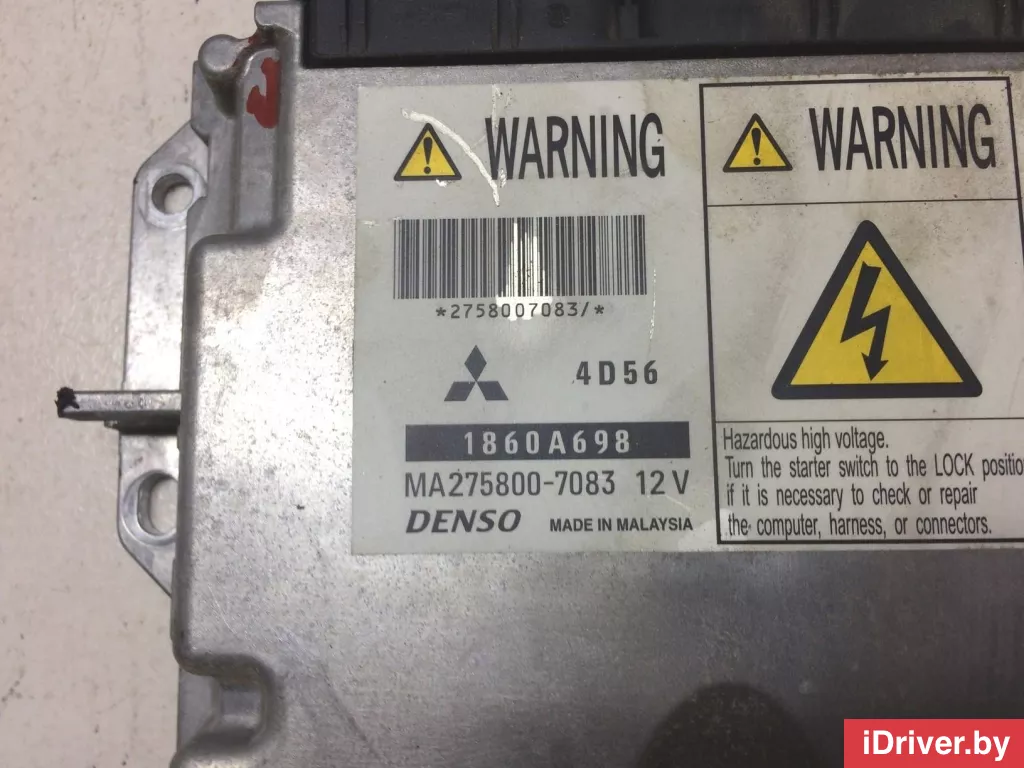 WARNING
*2758007083/*
4D56
1860A698
MA275800-7083 12V
DENSO MADE IN MALAYSIA
WARNING
Hazardous high voltage.
Turn the starter switch to the LOCK position
if it is necessary to check or repair
the computer, harness, or connectors.
iDriver.by